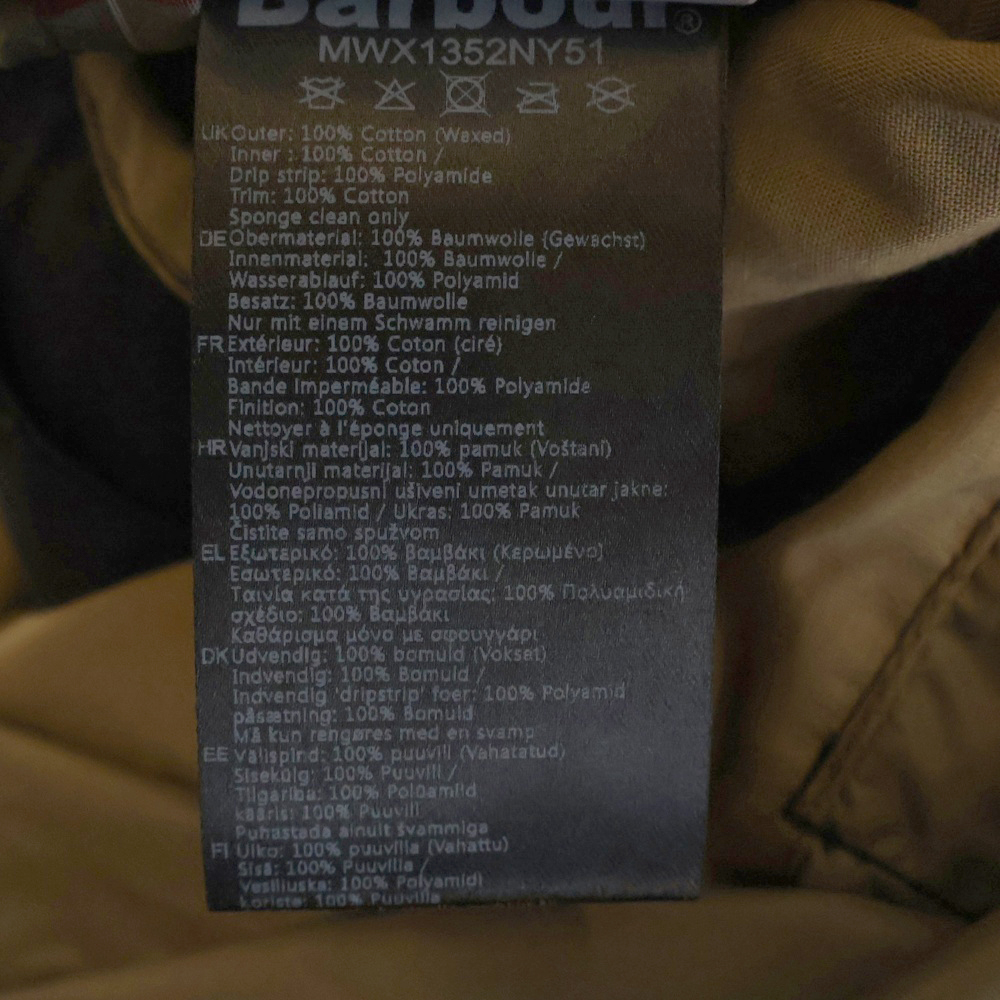 Barbour®
MWX1352NY51
UK Outer: 100% Cotton (Waxed)
Inner : 100% Cotton /
Drip strip: 100% Polyamide
Trim: 100% Cotton
Sponge clean only
DE Obermaterial: 100% Baumwolle (Gewachst)
Innenmaterial: 100% Baumwolle /
Wasserablauf: 100% Polyamid
Besatz: 100% Baumwolle
Nur mit einem Schwamm reinigen
FR Extérieur: 100% Coton (ciré)
Intérieur: 100% Coton /
Bande Imperméable: 100% Polyamide
Finition: 100% Coton
Nettoyer à l'éponge uniquement
HR Vanjski materijal: 100% pamuk (Voštani)
Unutarnji materijal: 100% Pamuk /
Vodonepropusni ušiveni umetak unutar jakne:
100% Poliamid / Ukras: 100% Pamuk
Čistite samo spužvom
EL Εξωτερικό: 100% βαμβάκι (Κερωμένο)
Εσωτερικό: 100% Βαμβάκι /
Ταινία κατά της υγρασίας: 100% Πολυαμιδική
σχέδιο: 100% Βαμβάκι
Καθάρισμα μόνο με σφουγγάρι
DK Udvendig: 100% bomuld (Vokset)
Indvendig: 100% Bomuld /
Indvendig 'dripstrip' foer: 100% Polyamid
påsætning: 100% Bomuld
Må kun rengøres med en svamp
EE Välispind: 100% puuvill (Vahatatud)
Sisekülg: 100% Puuvill /
Tilgariba: 100% Polüamiid
kääris: 100% Puuvill
Puhastada ainult švammiga
FI Ulko: 100% puuvilla (Vahattu)
Sisä: 100% Puuvilla /
Vesiliuska: 100% Polyamidi
koriste: 100% Puuvilla